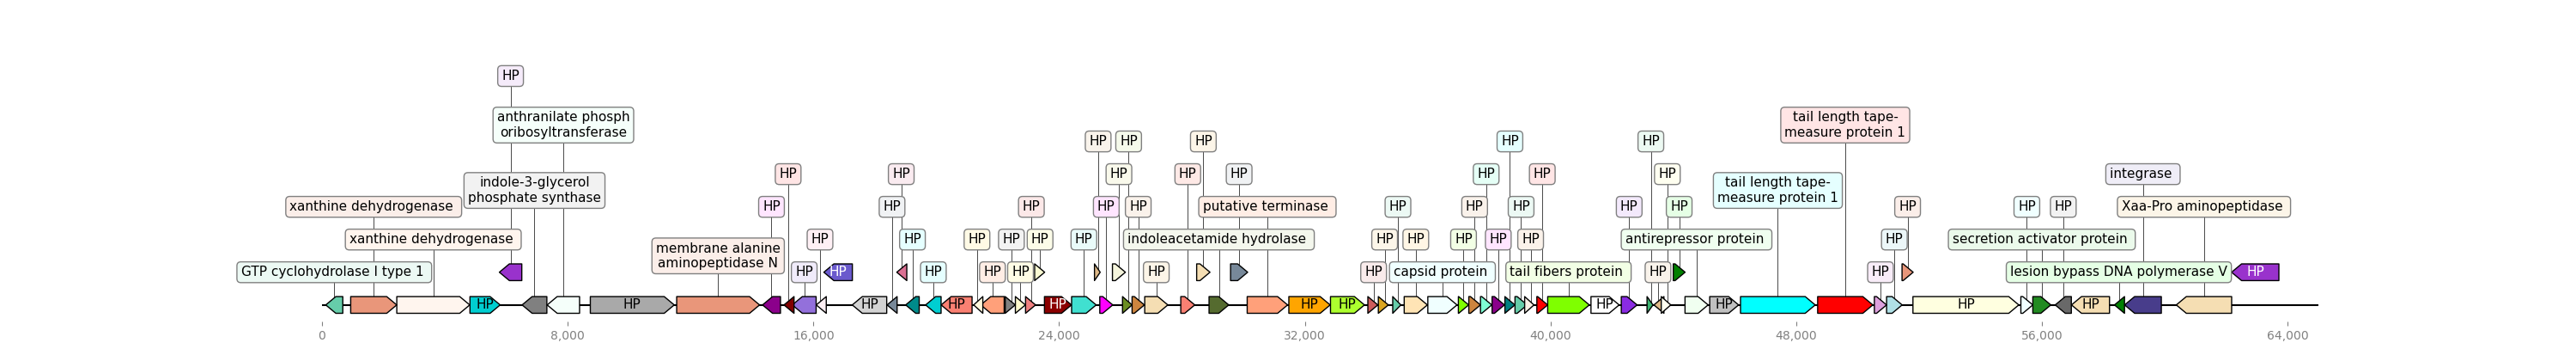 HP
anthranilate phosph
oribosyltransferase
tail length tape-
measure protein 1
HP
HP
HP
HP
HP
HP
HP
HP
HP
HP
HP
HP
HP
integrase
indole-3-glycerol
phosphate synthase
tail length tape-
measure protein 1
xanthine dehydrogenase
HP
HP
HP
HP
HP
putative terminase
HP
HP
HP
HP
HP
HP
HP
HP
Xaa-Pro aminopeptidase
xanthine dehydrogenase
HP
HP
HP
HP
HP
HP
indoleacetamide hydrolase
HP
HP
HP
HP
HP
antirepressor protein
HP
secretion activator protein
membrane alanine
aminopeptidase N
GTP cyclohydrolase I type 1
HP
HP
HP
HP
HP
HP
HP
capsid protein
tail fibers protein
HP
HP
lesion bypass DNA polymerase V
HP
HP
HP
HP
HP
HP
HP
HP
HP
HP
HP
HP
0
8,000
16,000
24,000
32,000
40,000
48,000
56,000
64,000